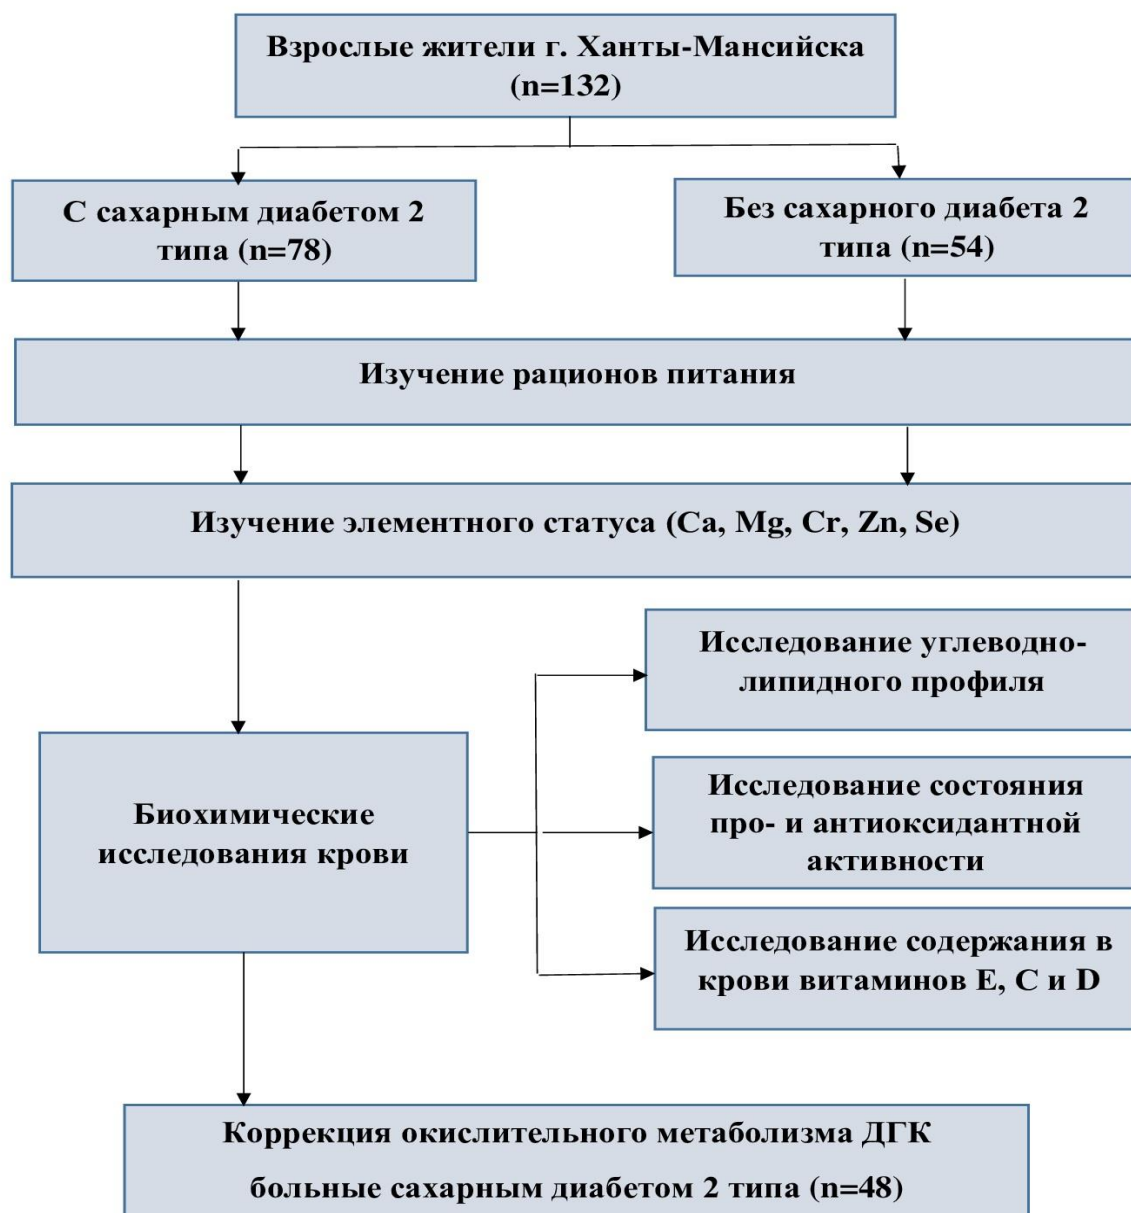 Взрослые жители г. Ханты-Мансийска
(n=132)
С сахарным диабетом 2
типа (n=78)
Без сахарного диабета 2
типа (n=54)
Изучение рационов питания
Изучение элементного статуса (Ca, Mg, Cr, Zn, Se)
Биохимические
исследования крови
Исследование углеводно-
липидного профиля
Исследование состояния
про- и антиоксидантной
активности
Исследование содержания в
крови витаминов E, C и D
Коррекция окислительного метаболизма ДГК
больные сахарным диабетом 2 типа (n=48)